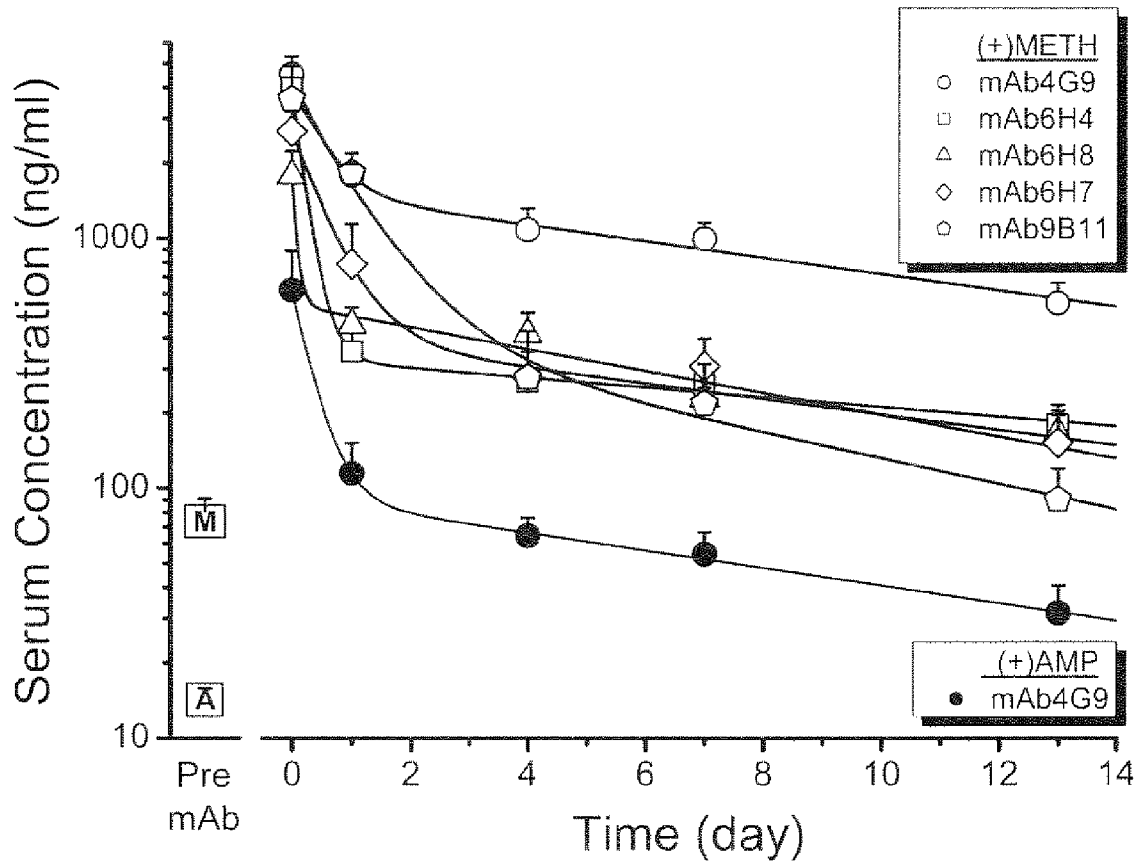 Serum Concentration (ng/ml)
1000
100
10
M
A
Pre
mAb
0
2
4
6
8
10
12
14
Time (day)
(+)METH
mAb4G9
mAb6H4
mAb6H8
mAb6H7
mAb9B11
(+)AMP
mAb4G9